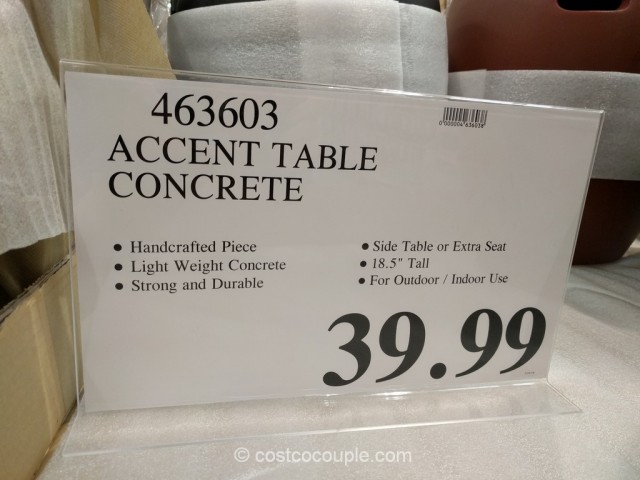 463603
ACCENT TABLE
CONCRETE
• Handcrafted Piece
• Light Weight Concrete
• Strong and Durable
• Side Table or Extra Seat
• 18.5" Tall
• For Outdoor / Indoor Use
39.99
© costcocouple.com